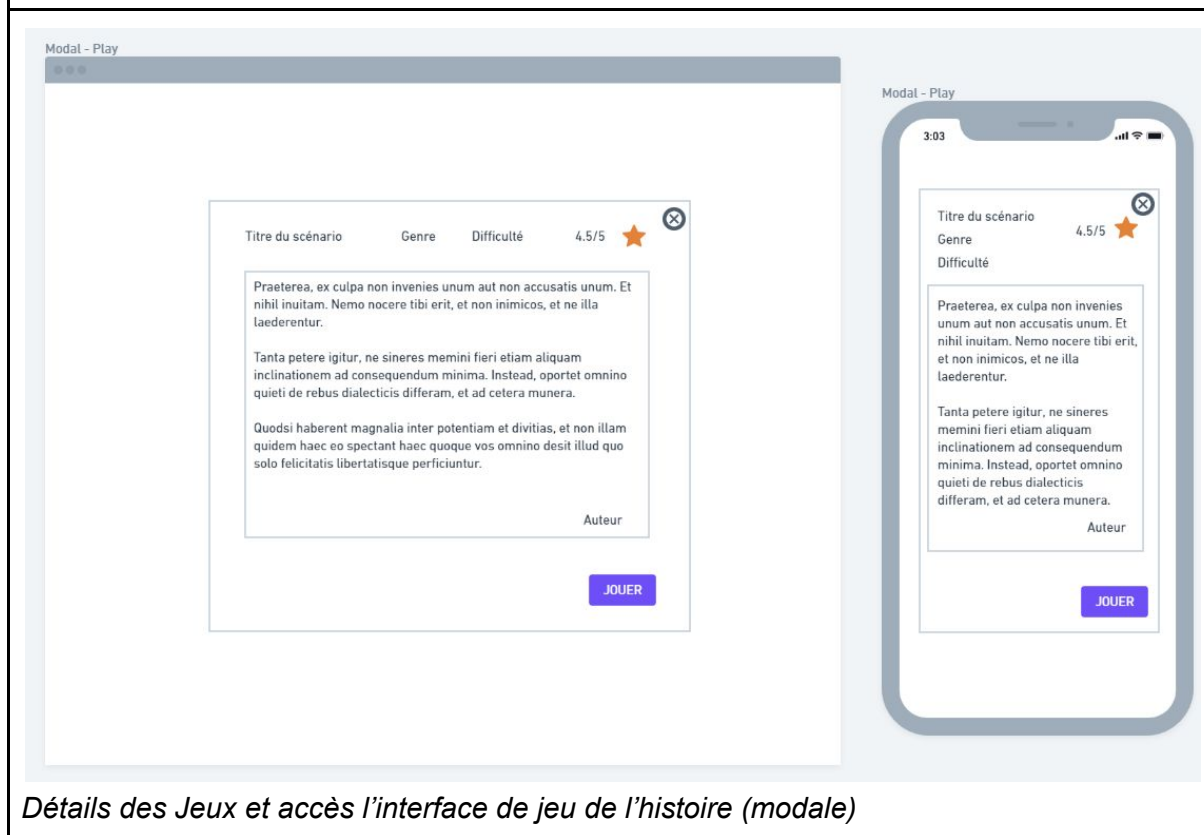 Modal - Play
Titre du scénario Genre Difficulté 4.5/5
Praeterea, ex culpa non invenies unum aut non accusatis unum. Et
nihil inuitam. Nemo nocere tibi erit, et non inimicos, et ne illa
laederentur.
Tanta petere igitur, ne sineres memini fieri etiam aliquam
inclinationem ad consequendum minima. Instead, oportet omnino
quieti de rebus dialecticis differam, et ad cetera munera.
Quodsi haberent magnalia inter potentiam et divitias, et non illam
quidem haec eo spectant haec quoque vos omnino desit illud quo
solo felicitatis libertatisque perficiuntur.
Auteur
JOUER
Modal - Play
3:03
Titre du scénario
4.5/5
Genre
Difficulté
Praeterea, ex culpa non invenies
unum aut non accusatis unum. Et
nihil inuitam. Nemo nocere tibi erit,
et non inimicos, et ne illa
laederentur.
Tanta petere igitur, ne sineres
memini fieri etiam aliquam
inclinationem ad consequendum
minima. Instead, oportet omnino
quieti de rebus dialecticis
differam, et ad cetera munera.
Auteur
JOUER
Détails des Jeux et accès l’interface de jeu de l’histoire (modale)